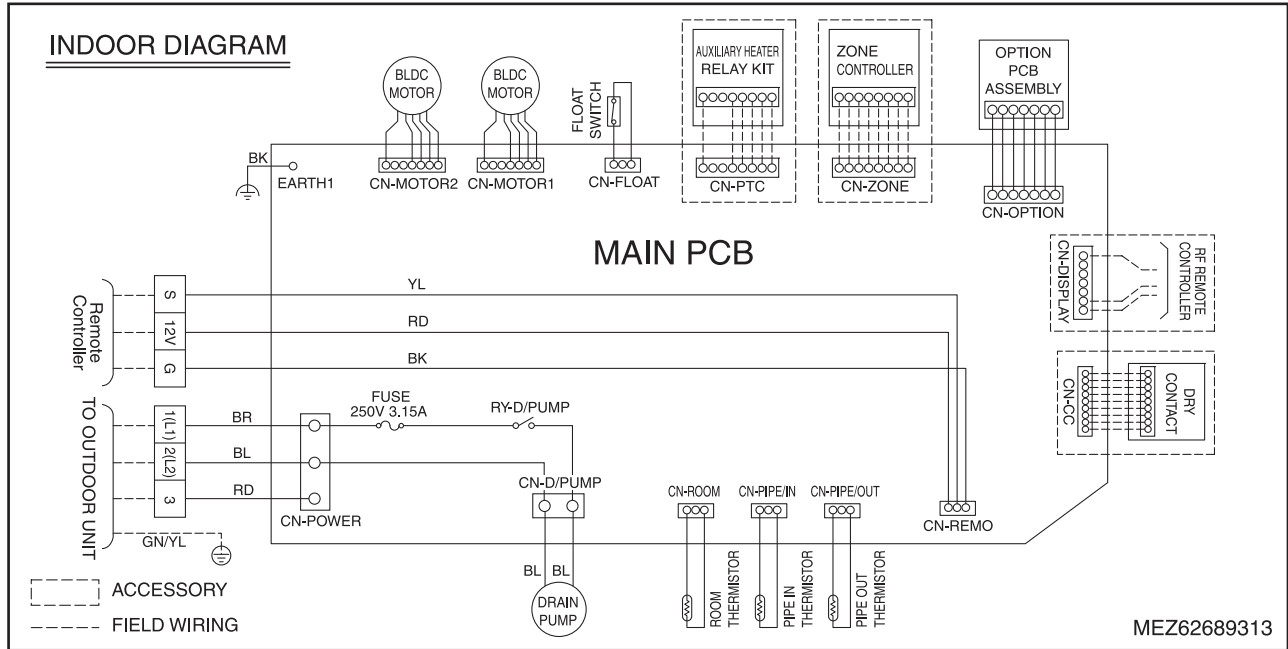 INDOOR DIAGRAM
BLDC
MOTOR
BLDC
MOTOR
FLOAT
SWITCH
AUXILIARY HEATER
RELAY KIT
ZONE
CONTROLLER
OPTION
PCB
ASSEMBLY
BK
EARTH1
CN-MOTOR2
CN-MOTOR1
CN-FLOAT
CN-PTC
CN-ZONE
CN-OPTION
MAIN PCB
CN-DISPLAY
RF REMOTE
CONTROLLER
Remote
Controller
S
YL
12V
RD
G
BK
CN-CC
DRY
CONTACT
TO OUTDOOR UNIT
1(L1)
BR
FUSE
250V 3.15A
RY-D/PUMP
2(L2)
BL
3
RD
CN-POWER
CN-D/PUMP
CN-ROOM
CN-PIPE/IN
CN-PIPE/OUT
CN-REMO
GN/YL
BL
BL
DRAIN
PUMP
ROOM
THERMISTOR
PIPE IN
THERMISTOR
PIPE OUT
THERMISTOR
ACCESSORY
FIELD WIRING
MEZ62689313